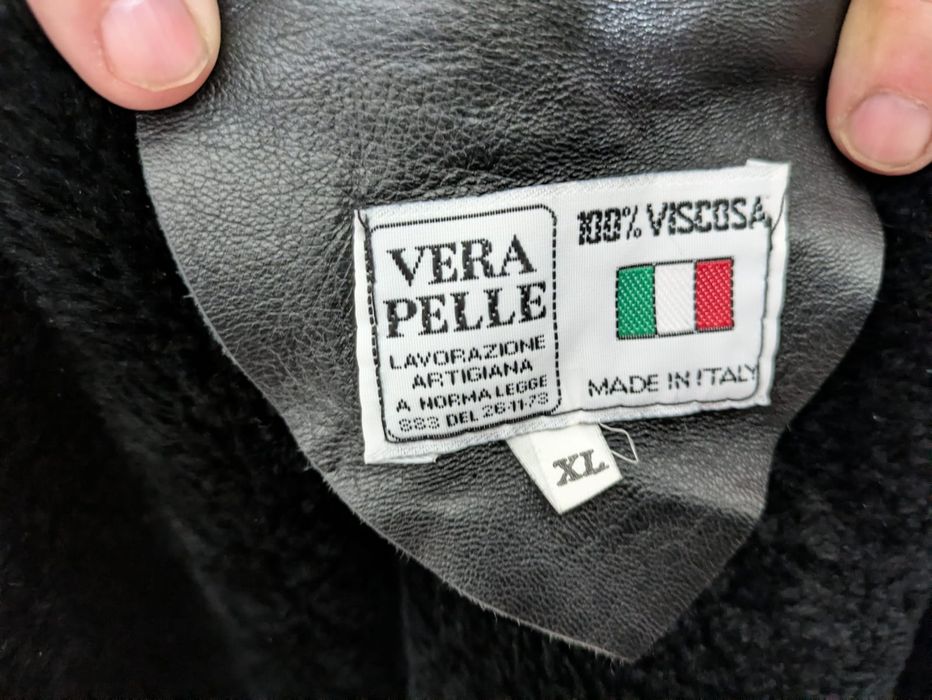 VERA
PELLE
LAVORAZIONE
ARTIGIANA
A NORMA LEGGE
883 DEL 26·11·73
100% VISCOSA
MADE IN ITALY
XL